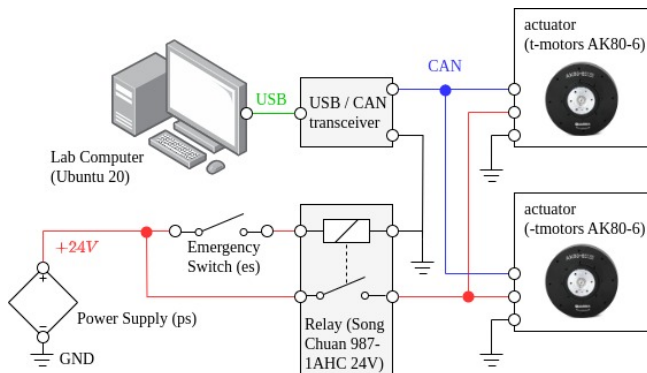 actuator
(t-motors AK80-6)
CAN
USB
USB / CAN
transceiver
Lab Computer
(Ubuntu 20)
actuator
(-tmotors AK80-6)
+24V
Emergency
Switch (es)
+
Power Supply (ps)
−
GND
Relay (Song
Chuan 987-
1AHC 24V)